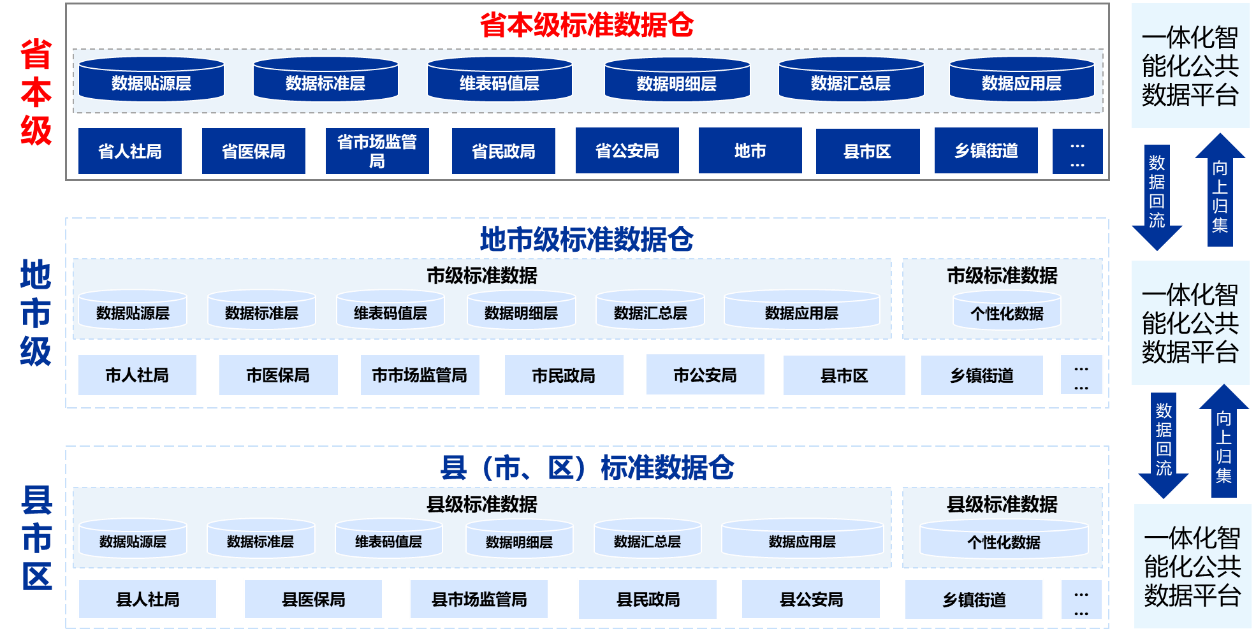 省本级
省本级标准数据仓
数据贴源层
数据标准层
维表码值层
数据明细层
数据汇总层
数据应用层
省人社局
省医保局
省市场监管
局
省民政局
省公安局
地市
县市区
乡镇街道
...
...
一体化智
能化公共
数据平台
数据回流
向上归集
地市级
地市级标准数据仓
市级标准数据
数据贴源层
数据标准层
维表码值层
数据明细层
数据汇总层
数据应用层
市级标准数据
个性化数据
市人社局
市医保局
市市场监管局
市民政局
市公安局
县市区
乡镇街道
...
...
一体化智
能化公共
数据平台
数据回流
向上归集
县市区
县（市、区）标准数据仓
县级标准数据
数据贴源层
数据标准层
维表码值层
数据明细层
数据汇总层
数据应用层
县级标准数据
个性化数据
县人社局
县医保局
县市场监管局
县民政局
县公安局
乡镇街道
...
...
一体化智
能化公共
数据平台